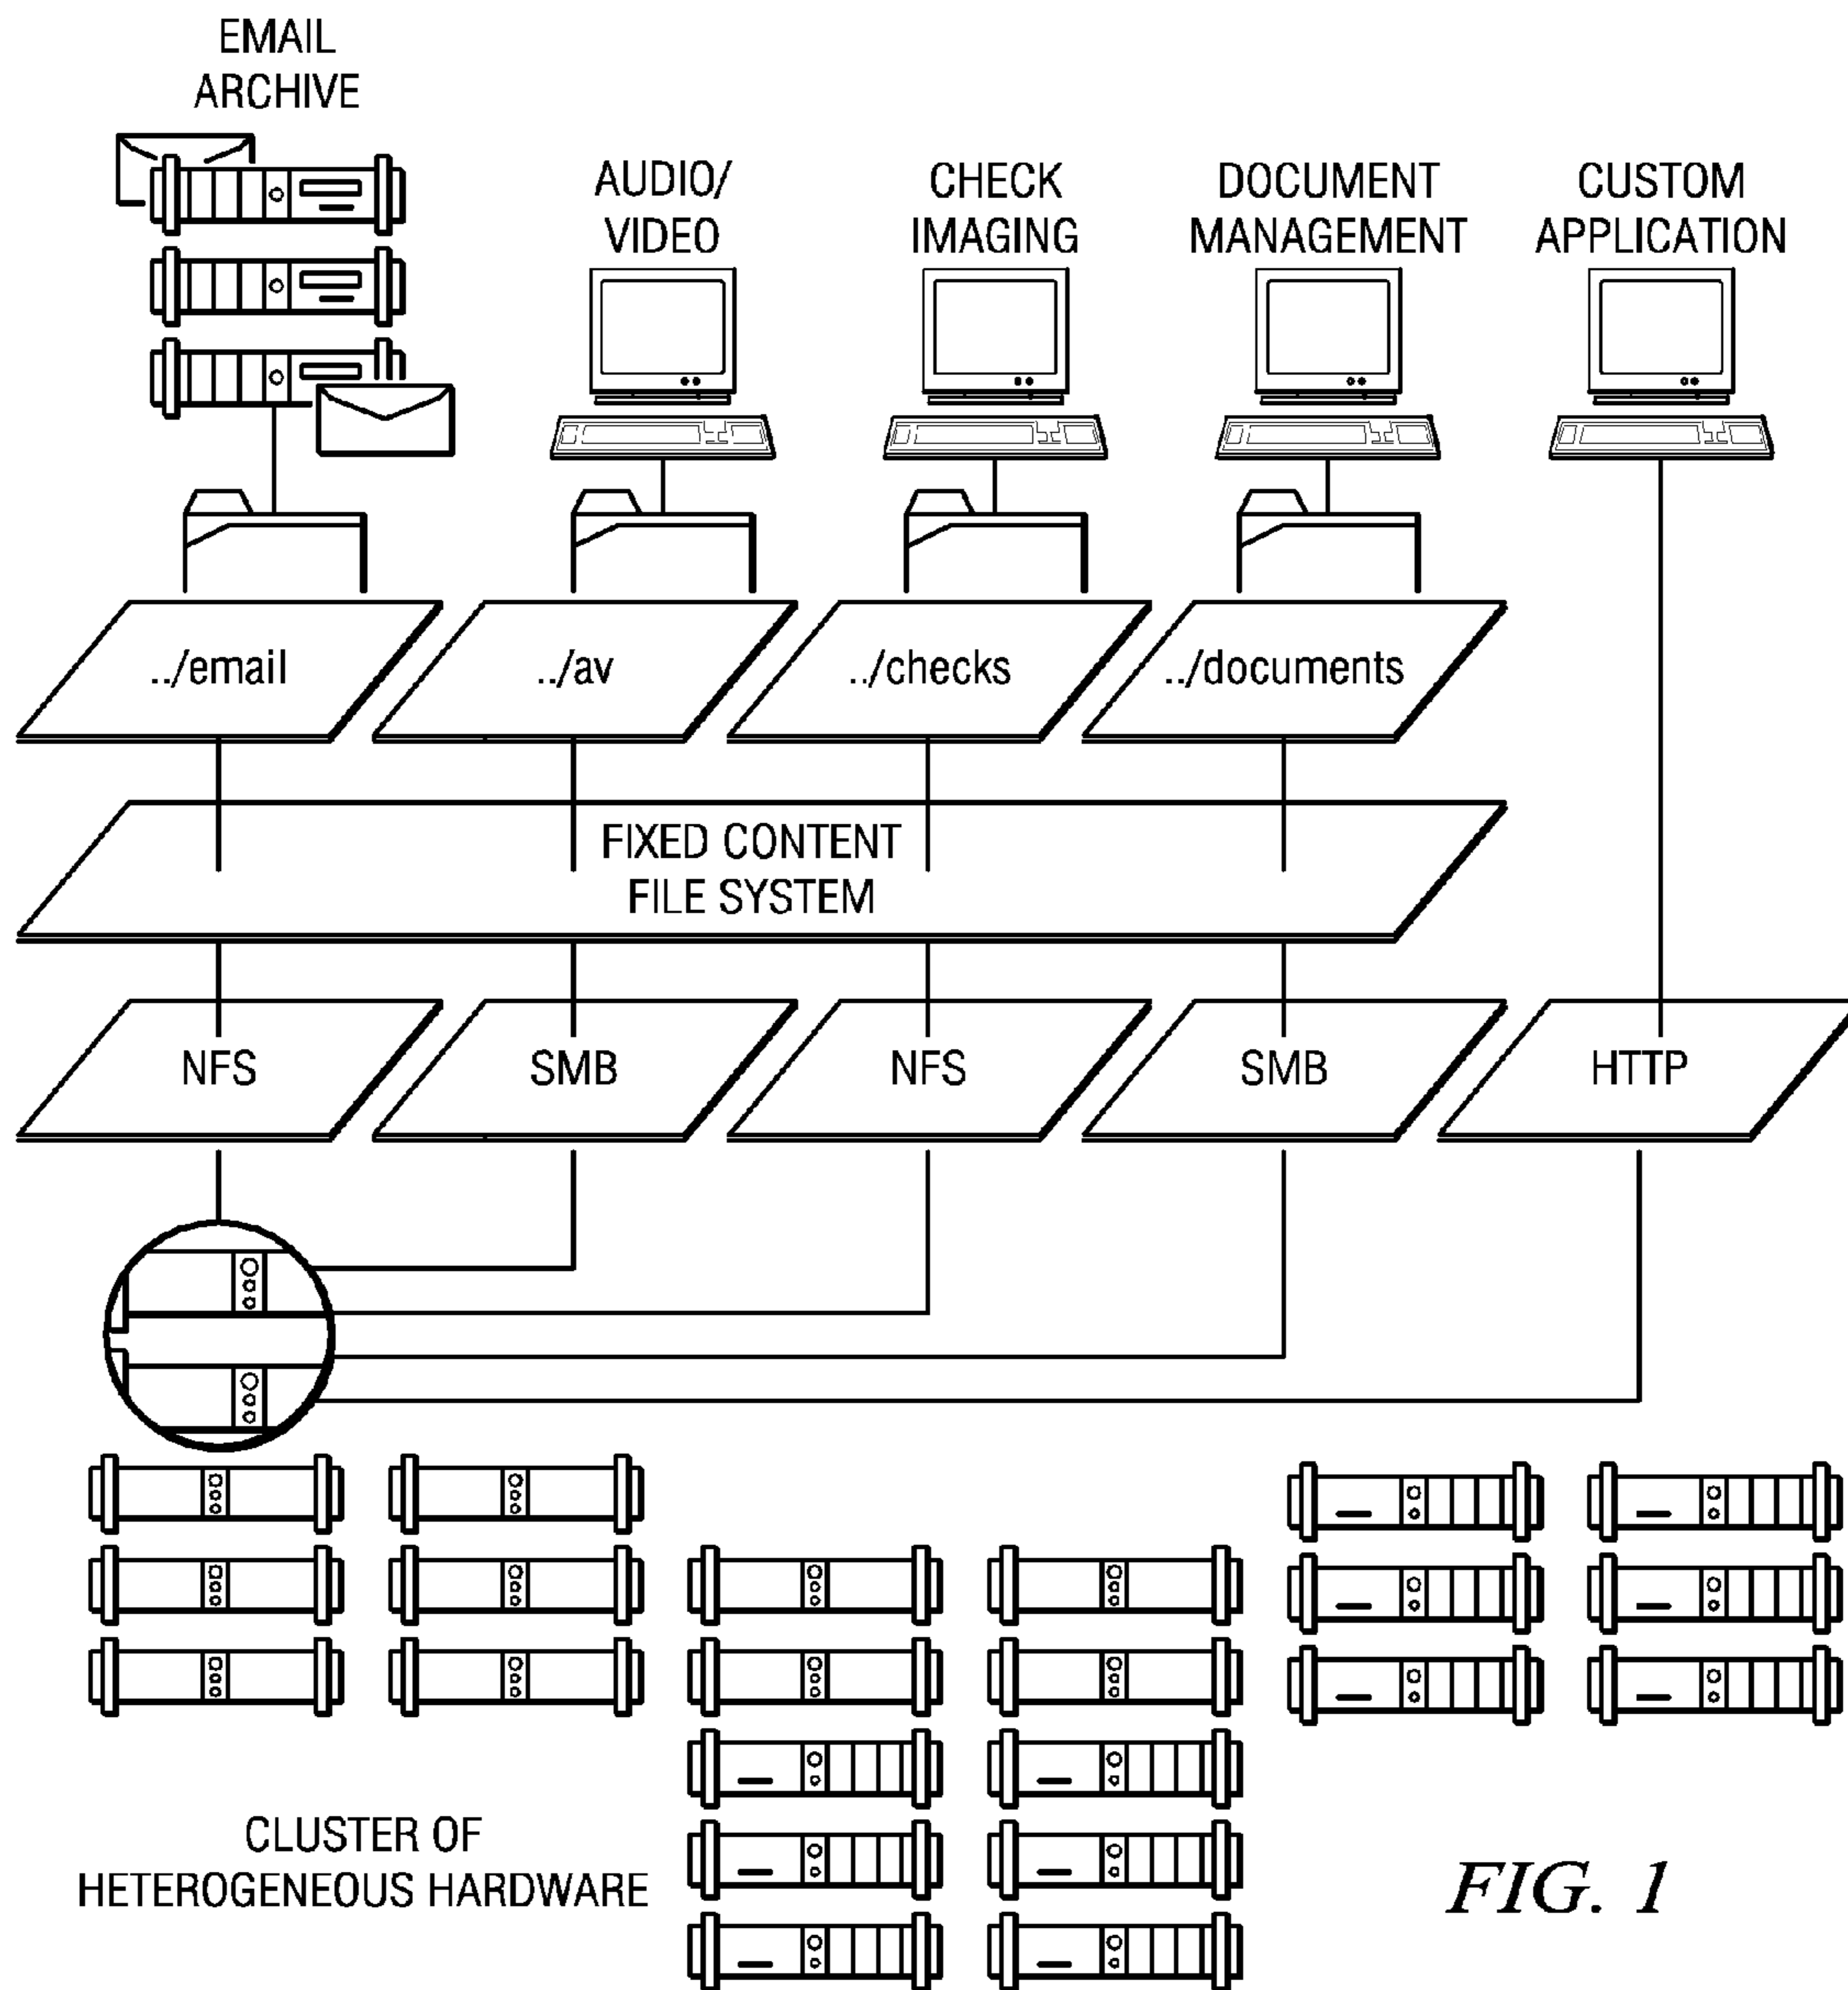 EMAIL
ARCHIVE
AUDIO/
VIDEO
CHECK
IMAGING
DOCUMENT
MANAGEMENT
CUSTOM
APPLICATION
../email
../av
../checks
../documents
FIXED CONTENT
FILE SYSTEM
NFS
SMB
NFS
SMB
HTTP
CLUSTER OF
HETEROGENEOUS HARDWARE
FIG. 1